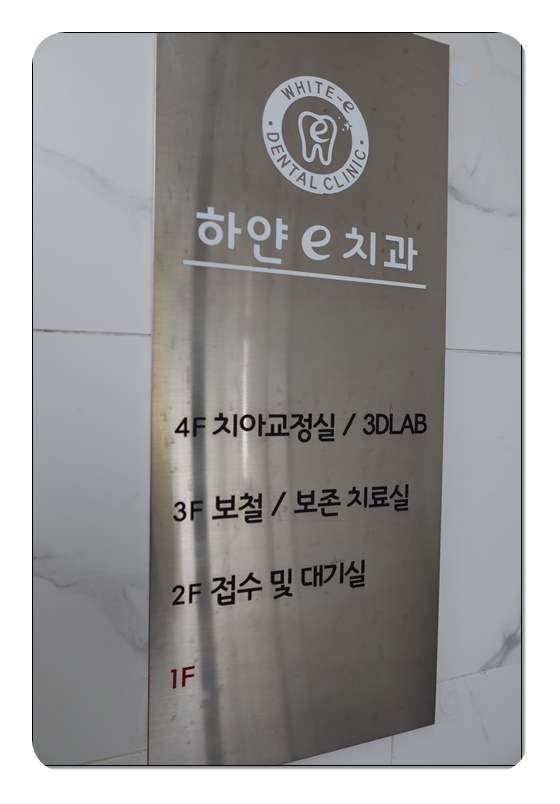 WHITE-e
DENTAL CLINIC
e
하얀 e 치과
4F 치아교정실 / 3DLAB
3F 보철 / 보존 치료실
2F 접수 및 대기실
1F